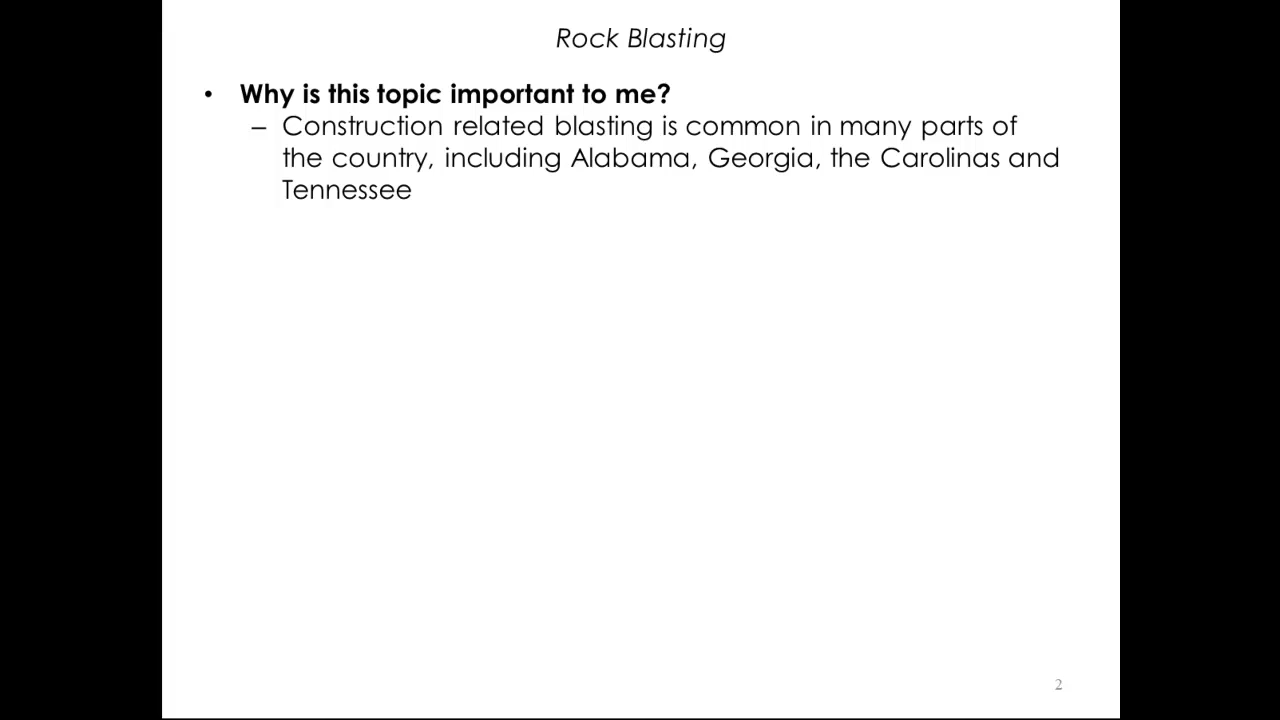 Rock Blasting
• Why is this topic important to me?
– Construction related blasting is common in many parts of
the country, including Alabama, Georgia, the Carolinas and
Tennessee
2